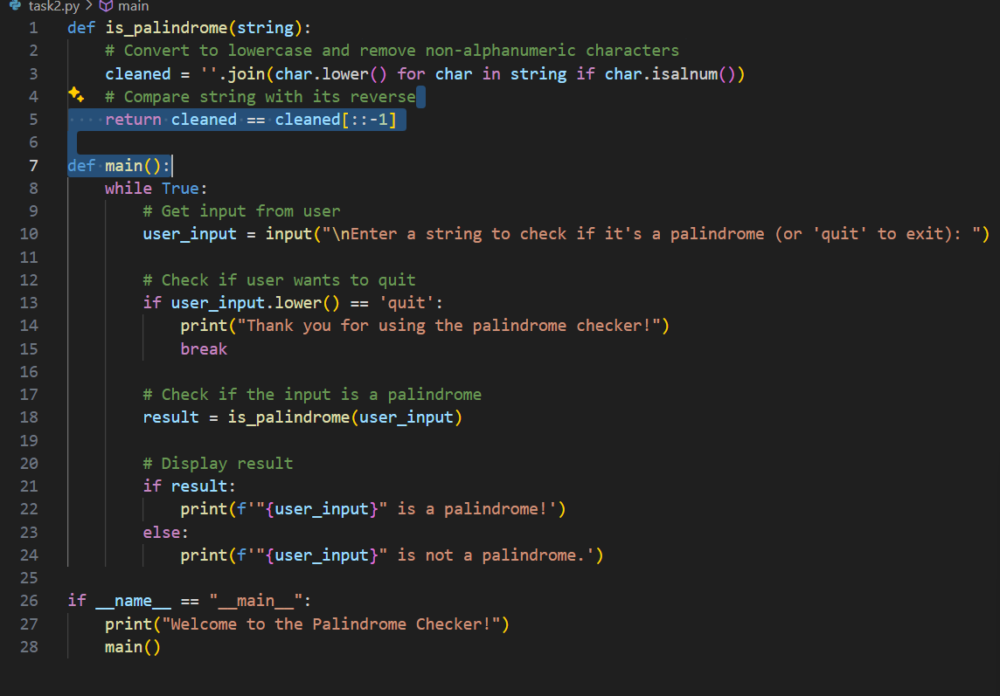 task2.py > main
1 def is_palindrome(string):
2     # Convert to lowercase and remove non-alphanumeric characters
3     cleaned = ''.join(char.lower() for char in string if char.isalnum())
4     # Compare string with its reverse
5     return cleaned == cleaned[::-1]
6
7 def main():
8     while True:
9         # Get input from user
10         user_input = input("\nEnter a string to check if it's a palindrome (or 'quit' to exit): ")
11
12         # Check if user wants to quit
13         if user_input.lower() == 'quit':
14             print("Thank you for using the palindrome checker!")
15             break
16
17         # Check if the input is a palindrome
18         result = is_palindrome(user_input)
19
20         # Display result
21         if result:
22             print(f'"{user_input}" is a palindrome!')
23         else:
24             print(f'"{user_input}" is not a palindrome.')
25
26 if __name__ == "__main__":
27     print("Welcome to the Palindrome Checker!")
28     main()